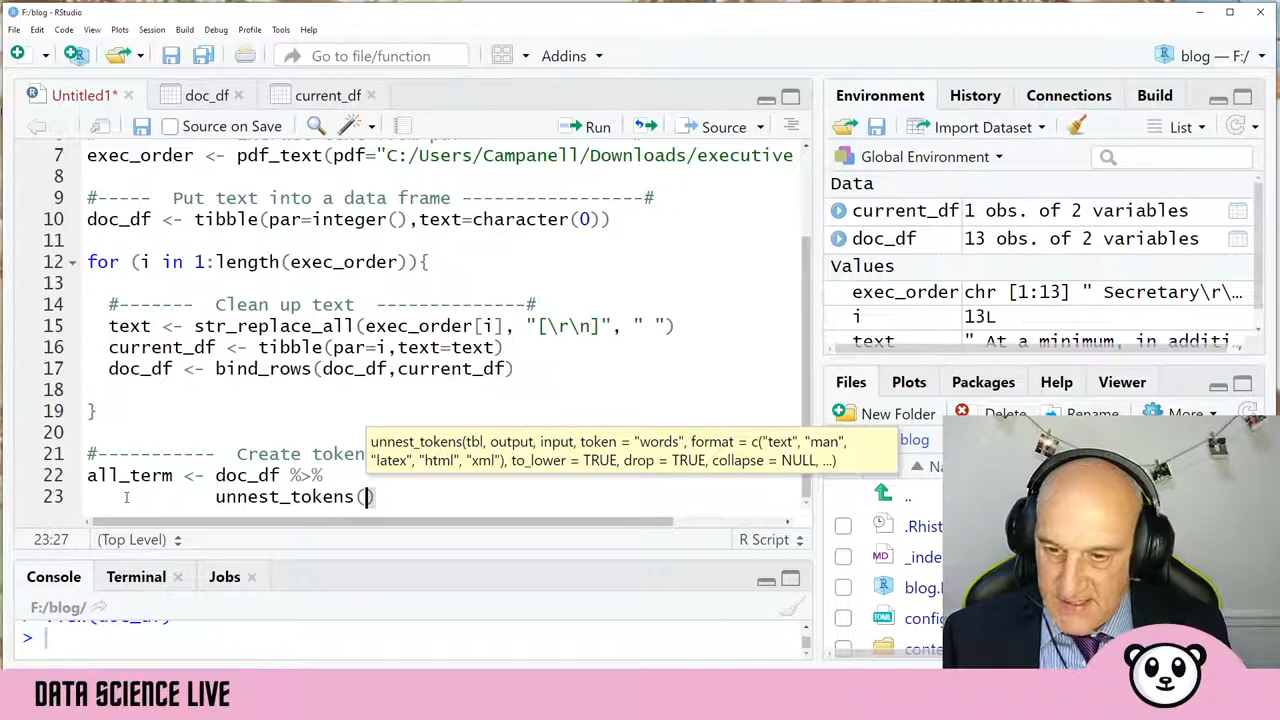 F:/blog - RStudio
File Edit Code View Plots Session Build Debug Profile Tools Help
Go to file/function
Addins
blog — F:/
Untitled1*
doc_df
current_df
Source on Save
Run
Source
7 exec_order <- pdf_text(pdf="C:/Users/Campanell/Downloads/executive
8
9 #----- Put text into a data frame -----------------#
10 doc_df <- tibble(par=integer(),text=character(0))
11
12 for (i in 1:length(exec_order)){
13
14 #------- Clean up text --------------#
15 text <- str_replace_all(exec_order[i], "[\r\n]", " ")
16 current_df <- tibble(par=i,text=text)
17 doc_df <- bind_rows(doc_df,current_df)
18
19 }
20
21 #---------- Create token
22 all_term <- doc_df %>%
23 unnest_tokens()
unnest_tokens(tbl, output, input, token = "words", format = c("text", "man",
"latex", "html", "xml"), to_lower = TRUE, drop = TRUE, collapse = NULL, ...)
23:27 (Top Level)
R Script
Console Terminal Jobs
F:/blog/
>
Environment History Connections Build
Import Dataset
List
Global Environment
Data
current_df 1 obs. of 2 variables
doc_df 13 obs. of 2 variables
Values
exec_order chr [1:13] " Secretary\r\…
i 13L
text " At a minimum, in additi…
Files Plots Packages Help Viewer
New Folder Delete Rename More
blog
..
.Rhist
_index
blog.
config
conte
DATA SCIENCE LIVE